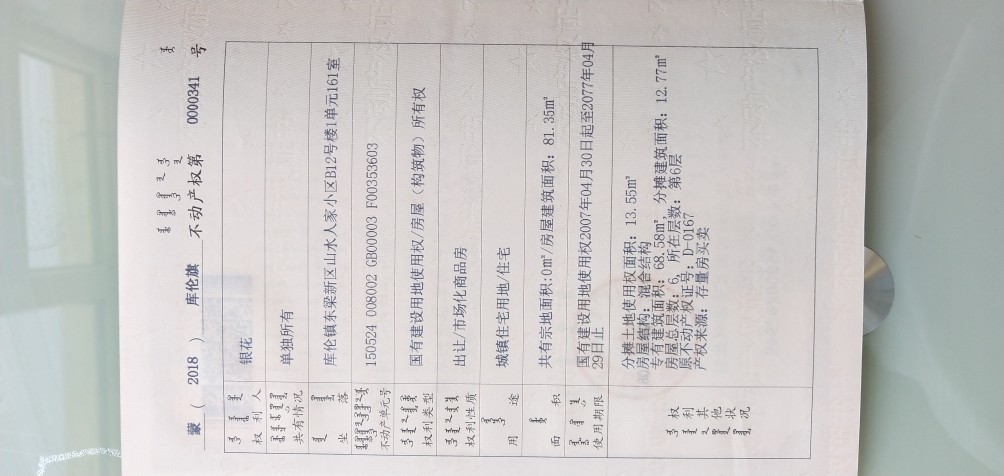 蒙（2018）库伦旗 不动产权第 0000341 号
权利人 银花
共有情况 单独所有
坐落 库伦镇东梁新区山水人家小区B12号楼1单元161室
不动产单元号 150524 008002 GB00003 F00353603
权利类型 国有建设用地使用权/房屋（构筑物）所有权
权利性质 出让/市场化商品房
用途 城镇住宅用地/住宅
面积 共有宗地面积:0㎡/房屋建筑面积：81.35㎡
使用期限 国有建设用地使用权2007年04月30日起至2077年04月
29日止
权利其他状况
分摊土地使用权面积：13.55㎡
房屋结构：混合结构
专有建筑面积：68.58㎡，分摊建筑面积：12.77㎡
房屋总层数：6，所在层数：第6层
原不动产权证号：D-0167
产权来源：存量房买卖